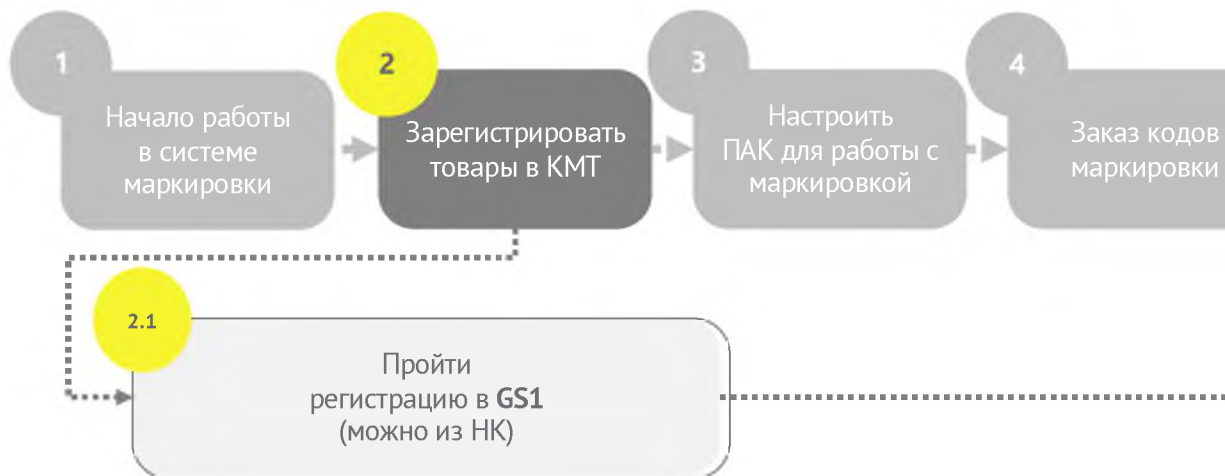 1
Начало работы
в системе
маркировки
2
Зарегистрировать
товары в КМТ
3
Настроить
ПАК для работы с
маркировкой
4
Заказ кодов
маркировки
2.1
Пройти
регистрацию в GS1
(можно из НК)